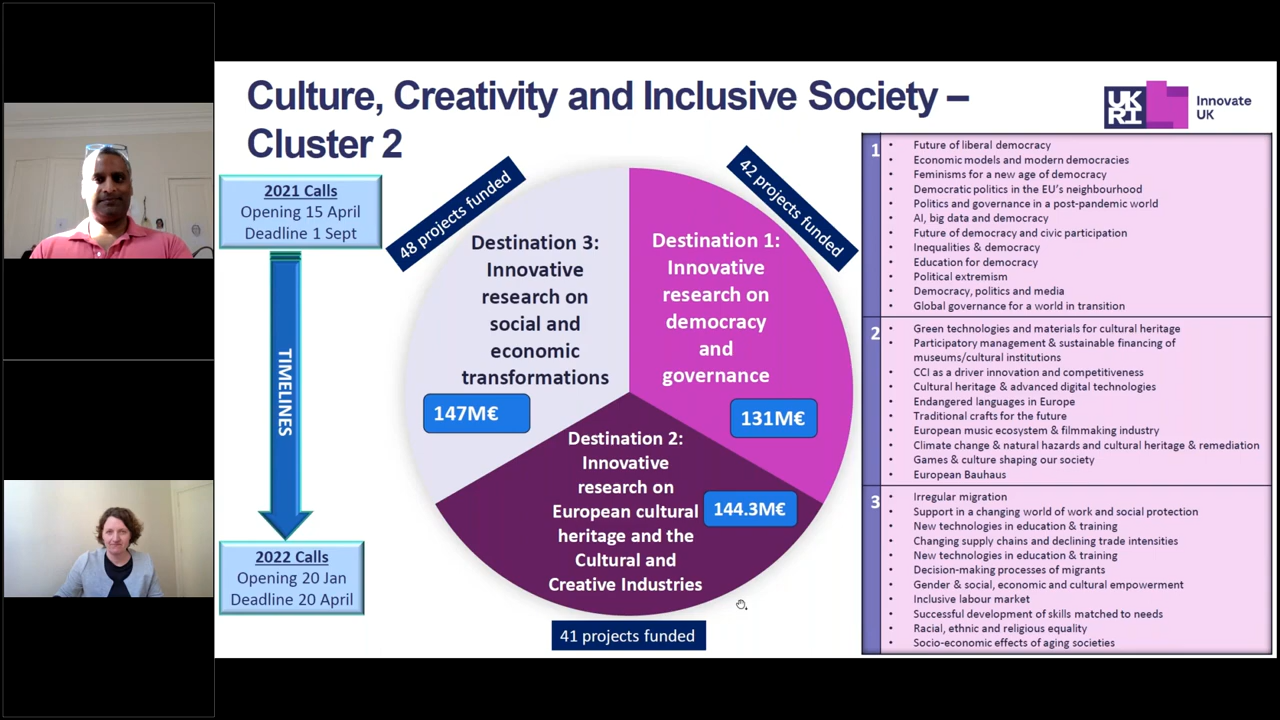 Culture, Creativity and Inclusive Society –
Cluster 2
UK
RI
Innovate
UK
2021 Calls
Opening 15 April
Deadline 1 Sept
TIMELINES
2022 Calls
Opening 20 Jan
Deadline 20 April
48 projects funded
Destination 3:
Innovative
research on
social and
economic
transformations
147M€
42 projects funded
Destination 1:
Innovative
research on
democracy
and
governance
131M€
Destination 2:
Innovative
research on
European cultural
heritage and the
Cultural and
Creative Industries
144.3M€
41 projects funded
1
• Future of liberal democracy
• Economic models and modern democracies
• Feminisms for a new age of democracy
• Democratic politics in the EU's neighbourhood
• Politics and governance in a post-pandemic world
• AI, big data and democracy
• Future of democracy and civic participation
• Inequalities & democracy
• Education for democracy
• Political extremism
• Democracy, politics and media
• Global governance for a world in transition
2
• Green technologies and materials for cultural heritage
• Participatory management & sustainable financing of
museums/cultural institutions
• CCI as a driver innovation and competitiveness
• Cultural heritage & advanced digital technologies
• Endangered languages in Europe
• Traditional crafts for the future
• European music ecosystem & filmmaking industry
• Climate change & natural hazards and cultural heritage & remediation
• Games & culture shaping our society
• European Bauhaus
3
• Irregular migration
• Support in a changing world of work and social protection
• New technologies in education & training
• Changing supply chains and declining trade intensities
• New technologies in education & training
• Decision-making processes of migrants
• Gender & social, economic and cultural empowerment
• Inclusive labour market
• Successful development of skills matched to needs
• Racial, ethnic and religious equality
• Socio-economic effects of aging societies